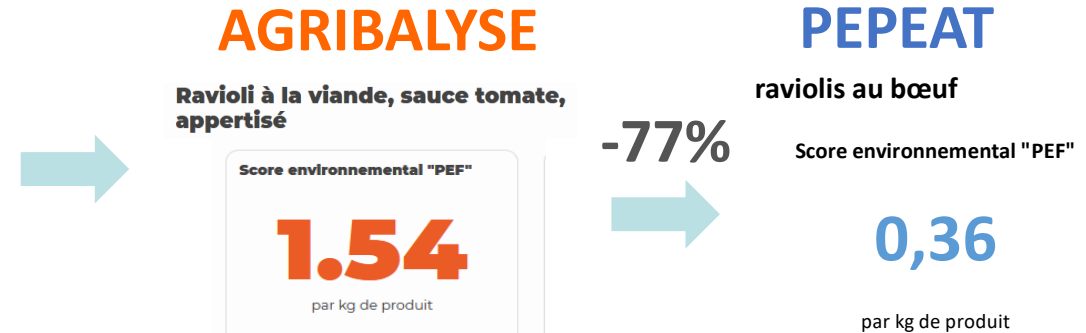 AGRIBALYSE
Ravioli à la viande, sauce tomate,
appertisé
Score environnemental "PEF"
1.54
par kg de produit
-77%
PEPEAT
raviolis au bœuf
Score environnemental "PEF"
0,36
par kg de produit